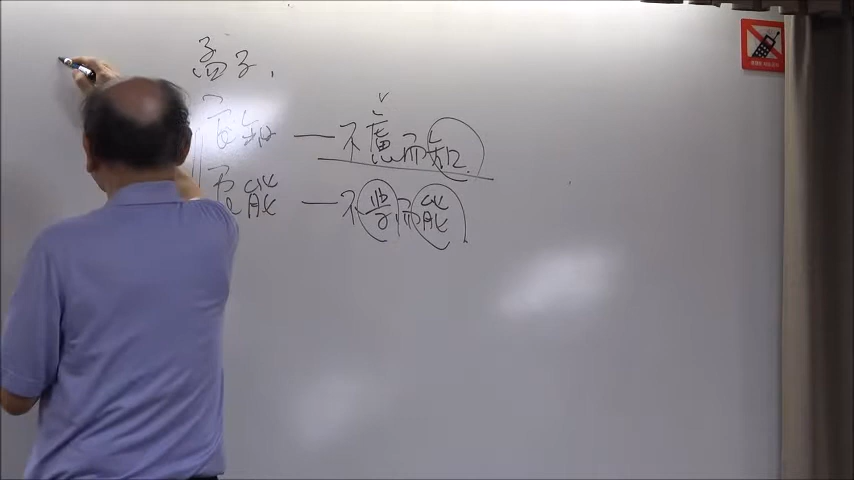 孟子
良知 — 不慮而知
良能 — 不學而能